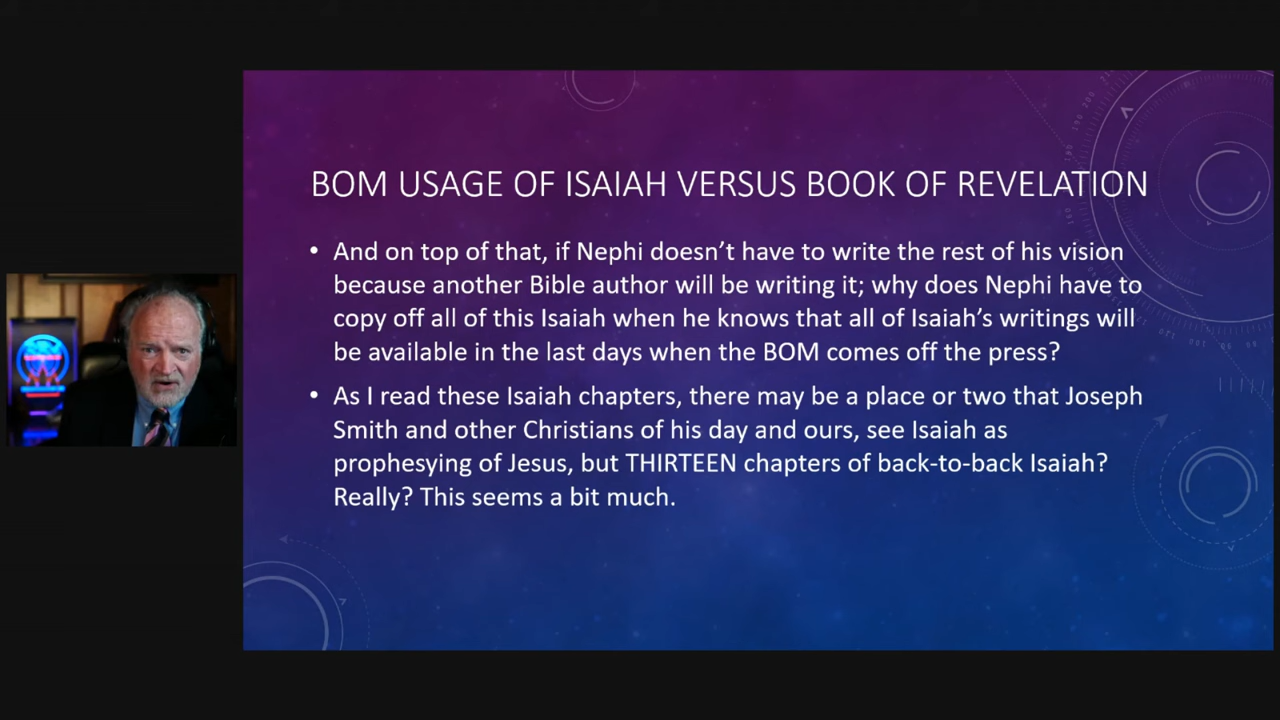 BOM USAGE OF ISAIAH VERSUS BOOK OF REVELATION
• And on top of that, if Nephi doesn’t have to write the rest of his vision
because another Bible author will be writing it; why does Nephi have to
copy off all of this Isaiah when he knows that all of Isaiah’s writings will
be available in the last days when the BOM comes off the press?
• As I read these Isaiah chapters, there may be a place or two that Joseph
Smith and other Christians of his day and ours, see Isaiah as
prophesying of Jesus, but THIRTEEN chapters of back-to-back Isaiah?
Really? This seems a bit much.